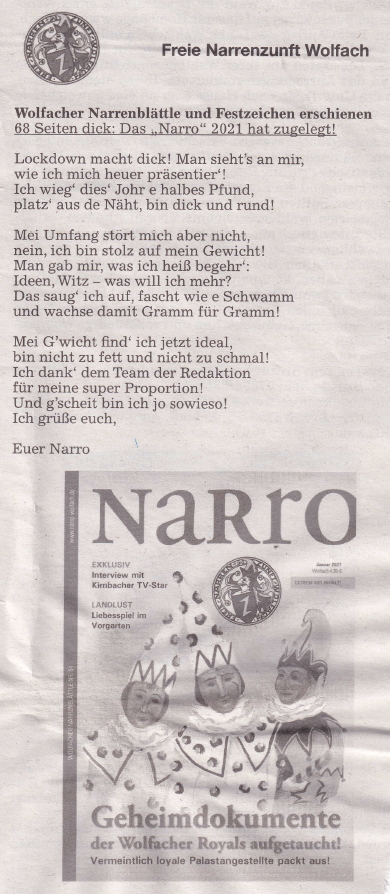 Freie Narrenzunft Wolfach
Wolfacher Narrenblättle und Festzeichen erschienen
68 Seiten dick: Das „Narro“ 2021 hat zugelegt!
Lockdown macht dick! Man sieht's an mir,
wie ich mich heuer präsentier‘!
Ich wieg‘ dies‘ Johr e halbes Pfund,
platz‘ aus de Näht, bin dick und rund!
Mei Umfang stört mich aber nicht,
nein, ich bin stolz auf mein Gewicht!
Man gab mir, was ich heiß begehr‘:
Ideen, Witz – was will ich mehr?
Das saug‘ ich auf, fascht wie e Schwamm
und wachse damit Gramm für Gramm!
Mei G'wicht find‘ ich jetzt ideal,
bin nicht zu fett und nicht zu schmal!
Ich dank‘ dem Team der Redaktion
für meine super Proportion!
Und g'scheit bin ich jo sowieso!
Ich grüße euch,
Euer Narro
NaRRO
EXKLUSIV
Interview mit
Kirnbacher TV-Star
LANDLUST
Liebesspiel im
Vorgarten
Januar 2021
Geheimdokumente
der Wolfacher Royals aufgetaucht!
Vermeintlich loyale Palastangestellte packt aus!